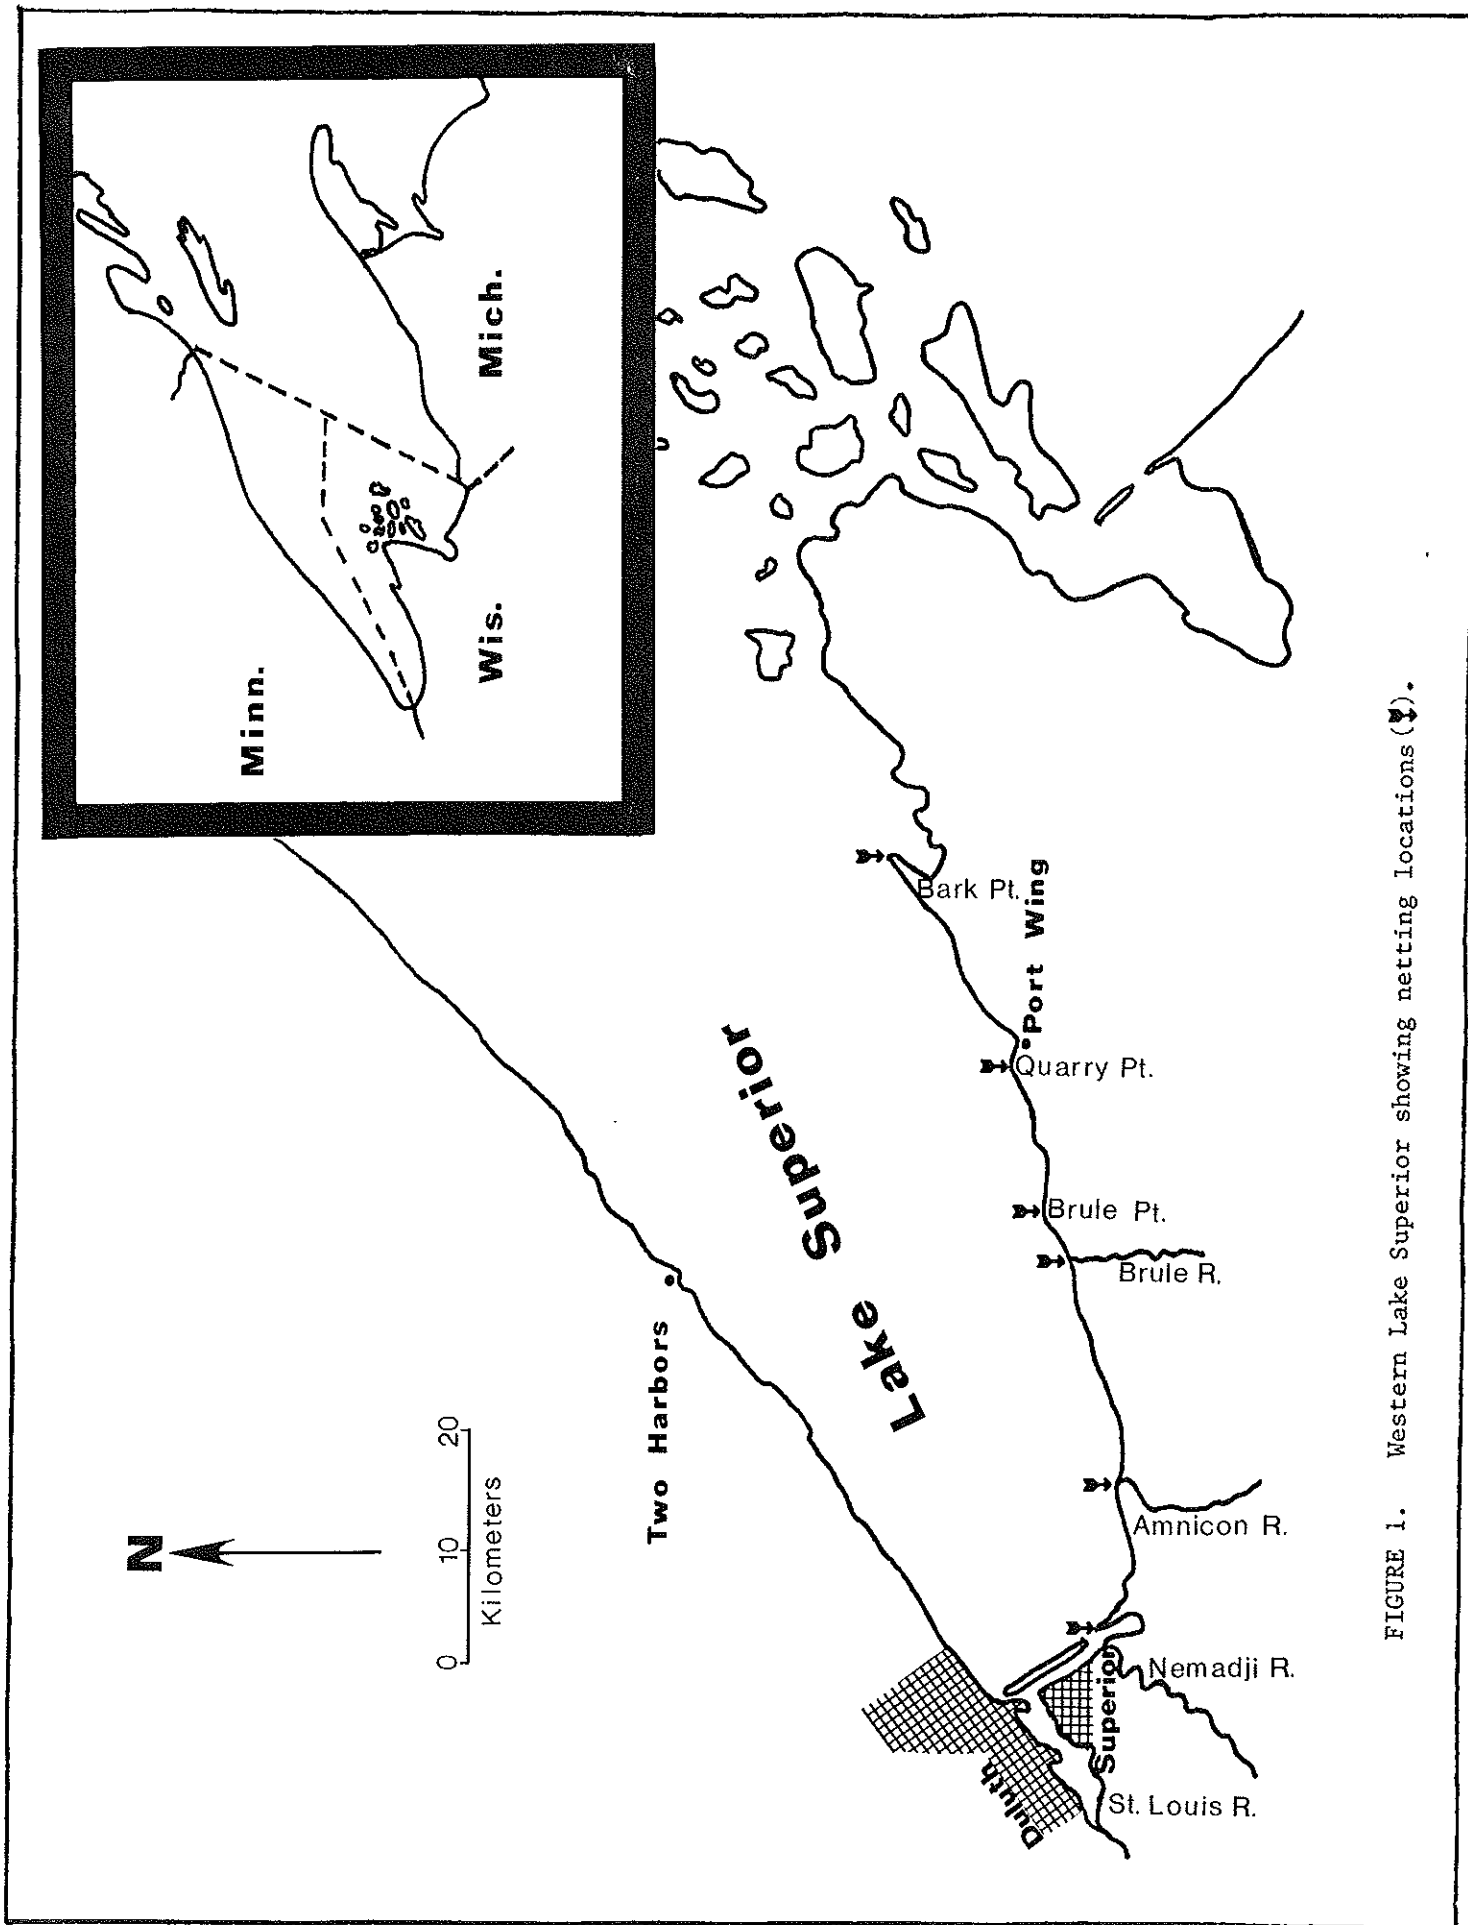 Minn.
Wis.
Mich.
N
0 10 20
Kilometers
Two Harbors
Lake Superior
Bark Pt.
Port Wing
Quarry Pt.
Brule Pt.
Brule R.
Amnicon R.
Nemadji R.
Superior
Duluth
St. Louis R.
FIGURE 1. Western Lake Superior showing netting locations ( ).